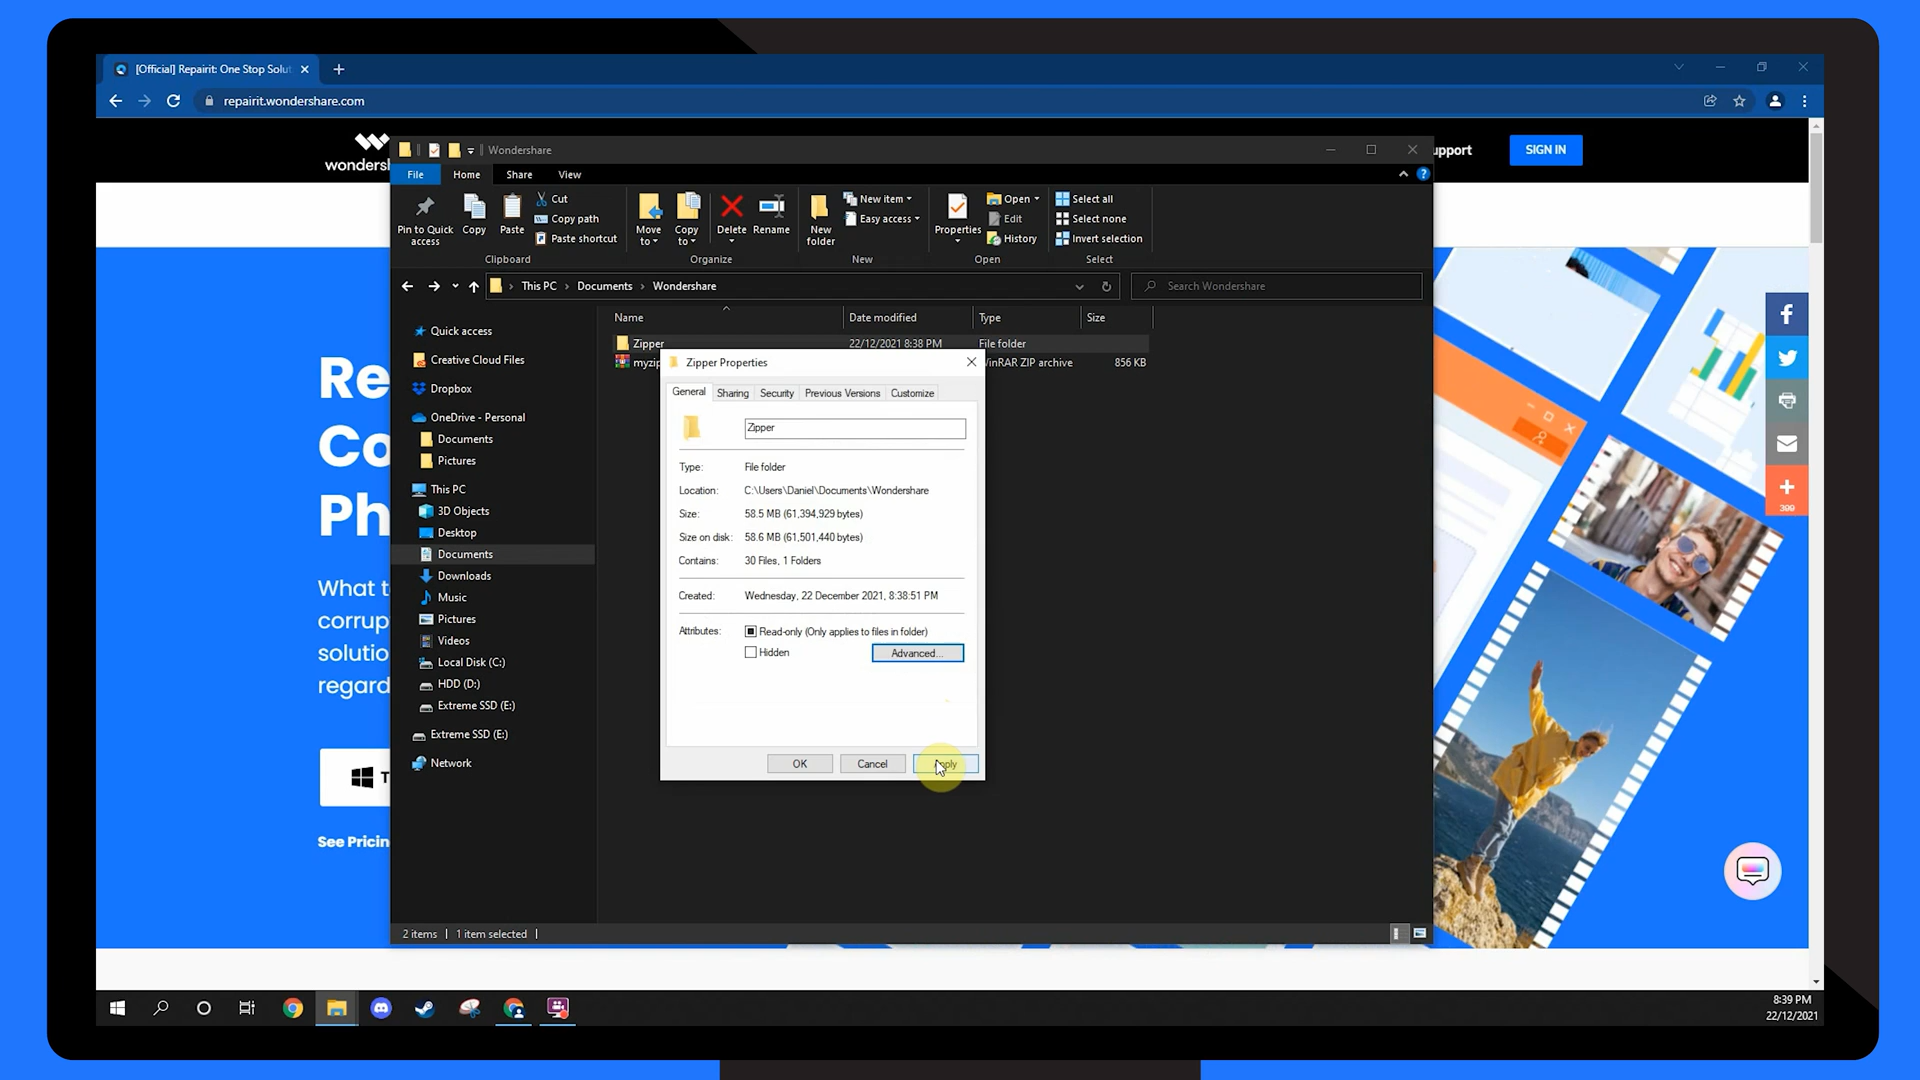 [Official] Repairit: One Stop Solut
repairit.wondershare.com
wondersh
upport
SIGN IN
Wondershare
File
Home
Share
View
Pin to Quick access
Copy
Paste
Cut
Copy path
Paste shortcut
Clipboard
Move to
Copy to
Delete
Rename
Organize
New folder
New item
Easy access
New
Properties
Open
Edit
History
Open
Select all
Select none
Invert selection
Select
This PC > Documents > Wondershare
Search Wondershare
Name
Date modified
Type
Size
Zipper
22/12/2021 8:38 PM
File folder
myzip
WinRAR ZIP archive
856 KB
Quick access
Creative Cloud Files
Dropbox
OneDrive - Personal
Documents
Pictures
This PC
3D Objects
Desktop
Documents
Downloads
Music
Pictures
Videos
Local Disk (C:)
HDD (D:)
Extreme SSD (E:)
Extreme SSD (E:)
Network
Zipper Properties
General
Sharing
Security
Previous Versions
Customize
Zipper
Type: File folder
Location: C:\Users\Daniel\Documents\Wondershare
Size: 58.5 MB (61,394,929 bytes)
Size on disk: 58.6 MB (61,501,440 bytes)
Contains: 30 Files, 1 Folders
Created: Wednesday, 22 December 2021, 8:38:51 PM
Attributes: Read-only (Only applies to files in folder)
Hidden
Advanced...
OK
Cancel
Apply
2 items
1 item selected
Re
Co
Ph
What t
corrup
solutio
regard
T
See Pricin
399
8:39 PM
22/12/2021